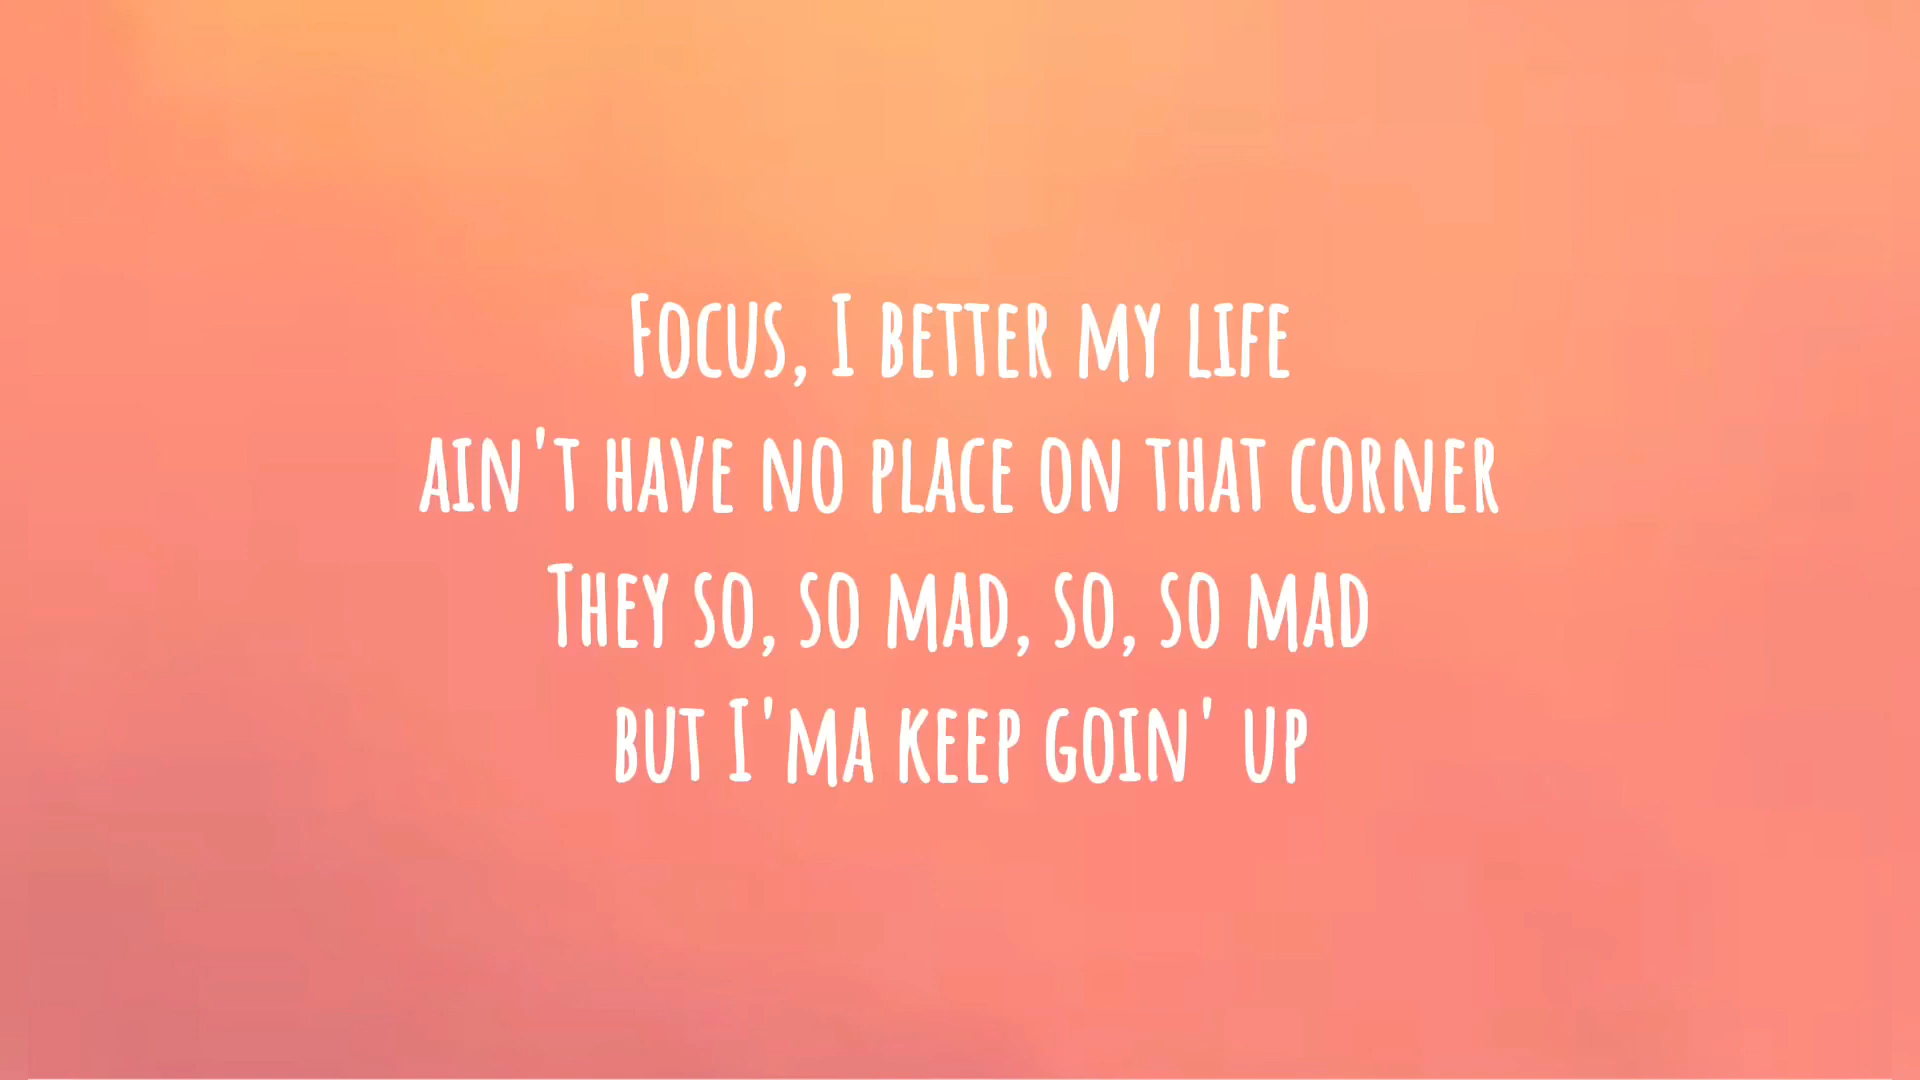 Focus, I better my life
ain't have no place on that corner
They so, so mad, so, so mad
but I'ma keep goin' up